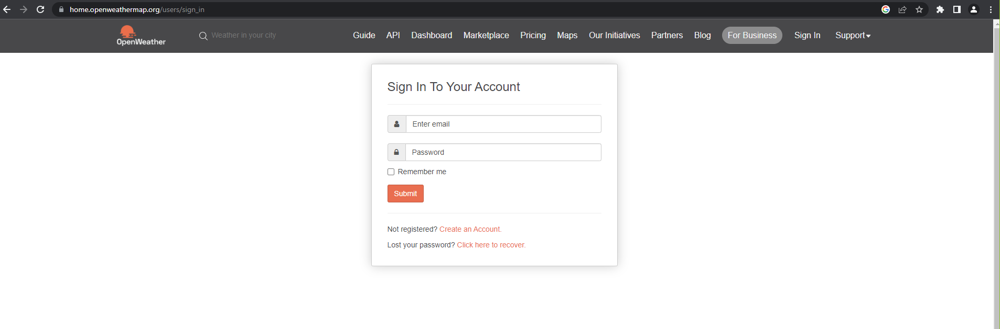 home.openweathermap.org/users/sign_in
OpenWeather
Weather in your city
Guide API Dashboard Marketplace Pricing Maps Our Initiatives Partners Blog For Business Sign In Support
Sign In To Your Account
Enter email
Password
Remember me
Submit
Not registered? Create an Account.
Lost your password? Click here to recover.